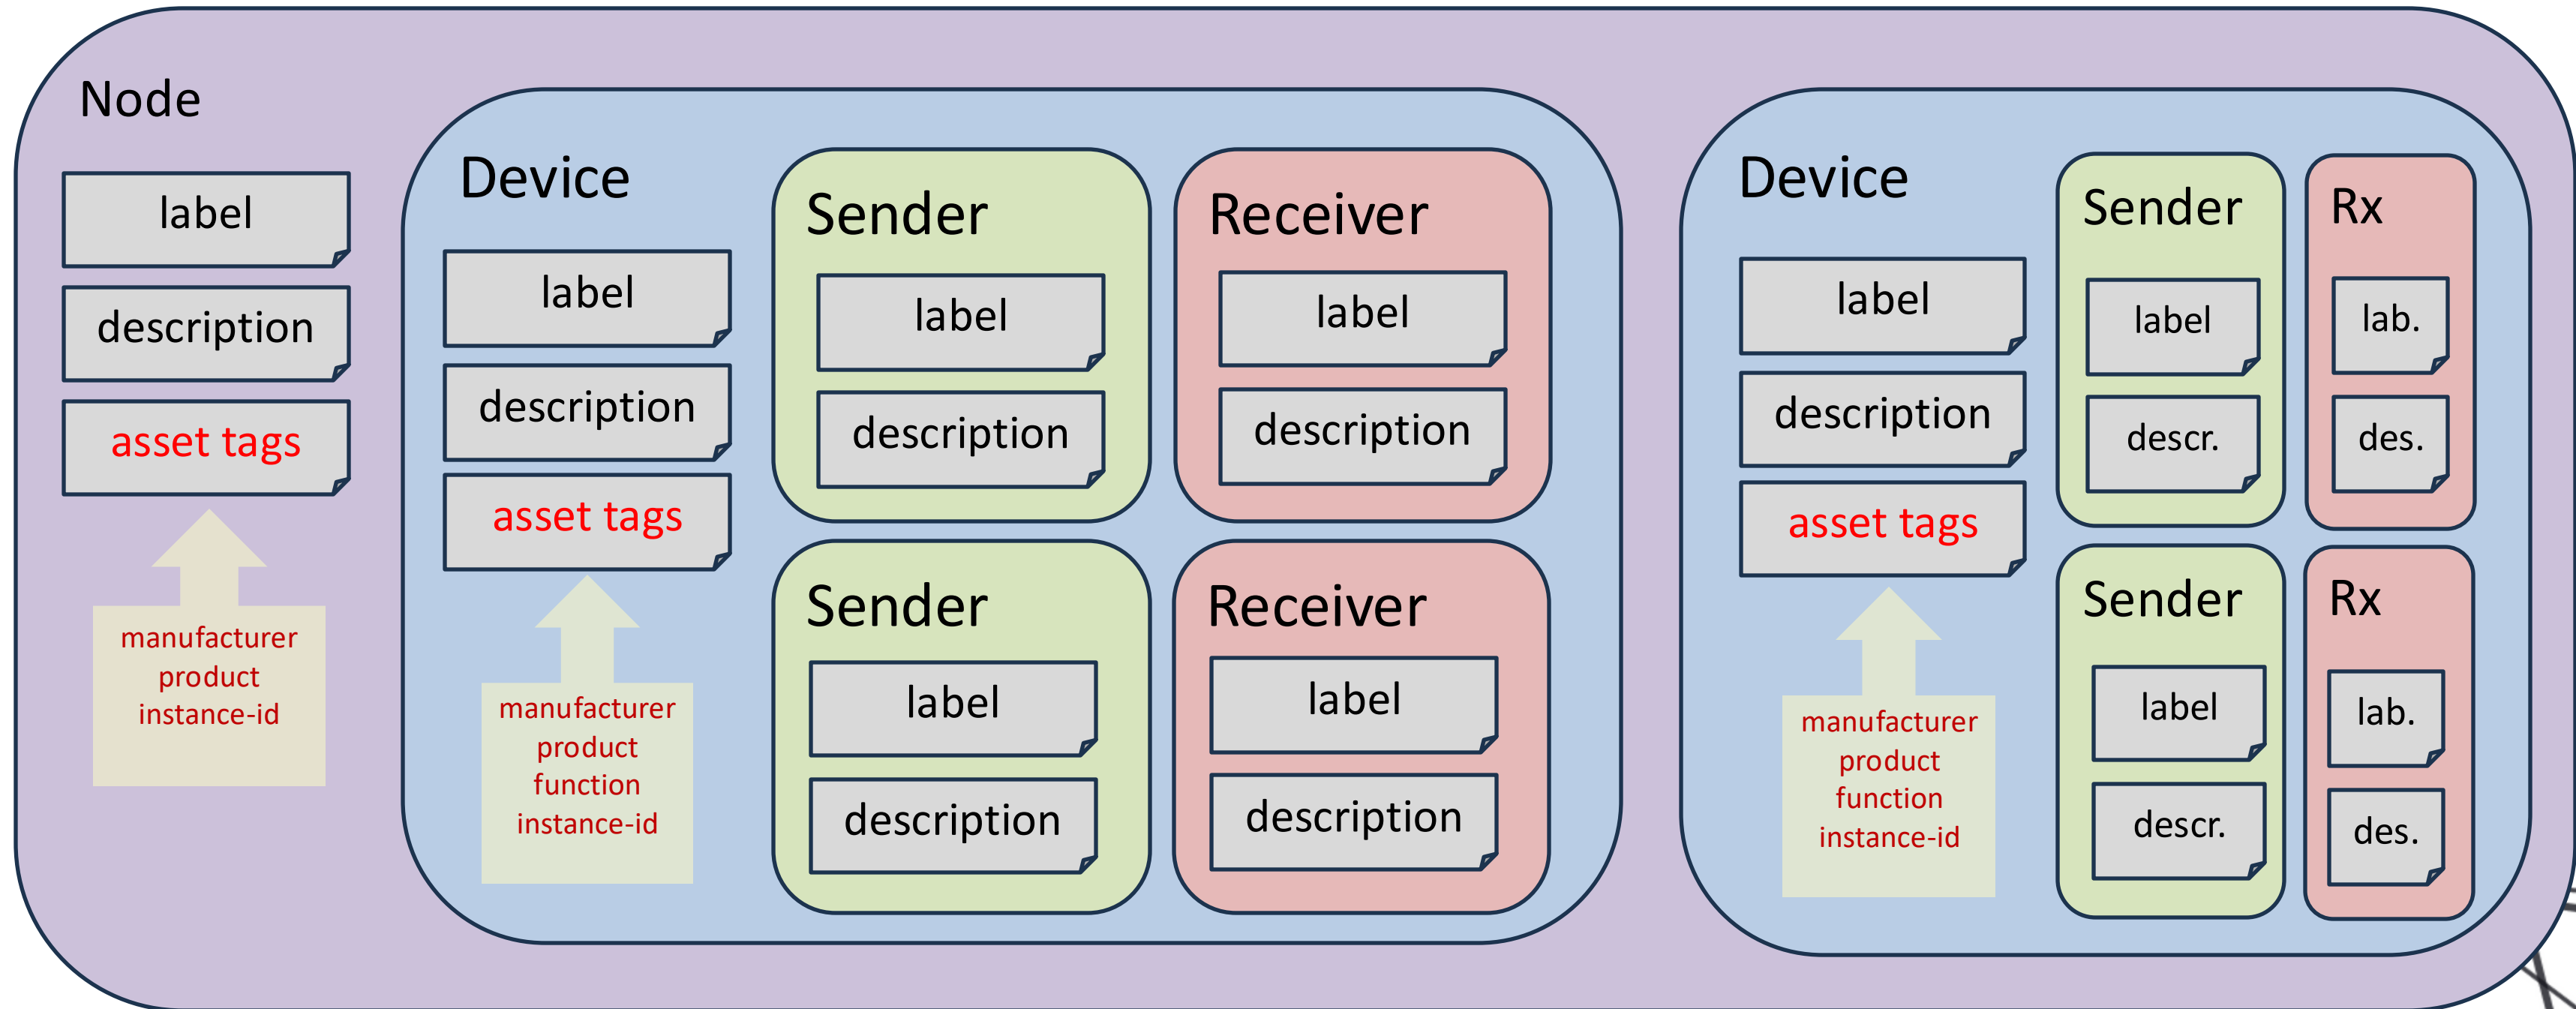 Node
label
description
asset tags
manufacturer
product
instance-id
Device
label
description
asset tags
manufacturer
product
function
instance-id
Sender
label
description
Receiver
label
description
Sender
label
description
Receiver
label
description
Device
label
description
asset tags
manufacturer
product
function
instance-id
Sender
label
descr.
Rx
lab.
des.
Sender
label
descr.
Rx
lab.
des.